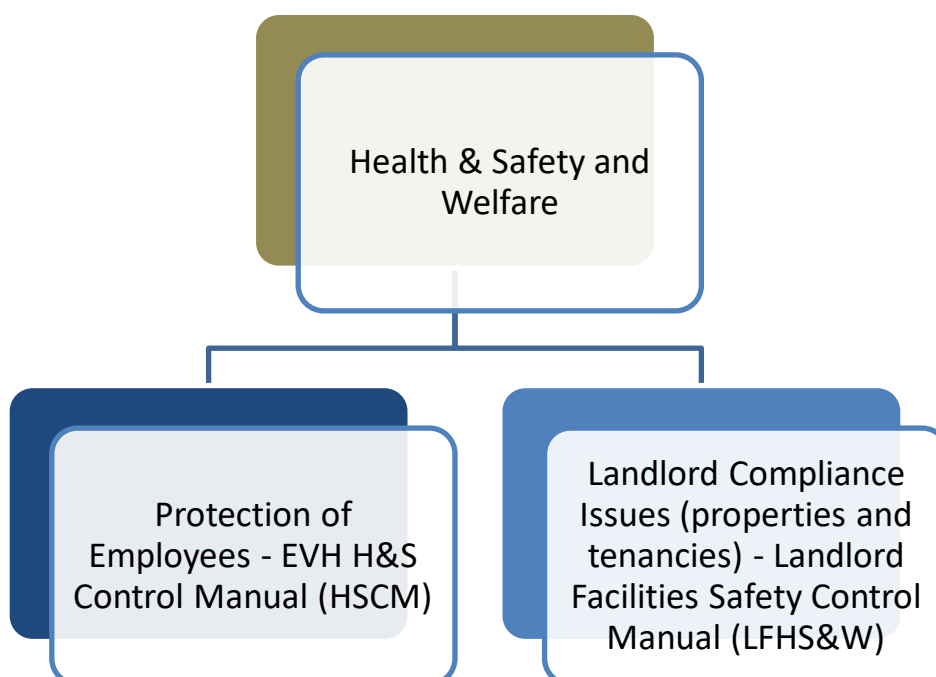 Health & Safety and
Welfare
Protection of
Employees - EVH H&S
Control Manual (HSCM)
Landlord Compliance
Issues (properties and
tenancies) - Landlord
Facilities Safety Control
Manual (LFHS&W)